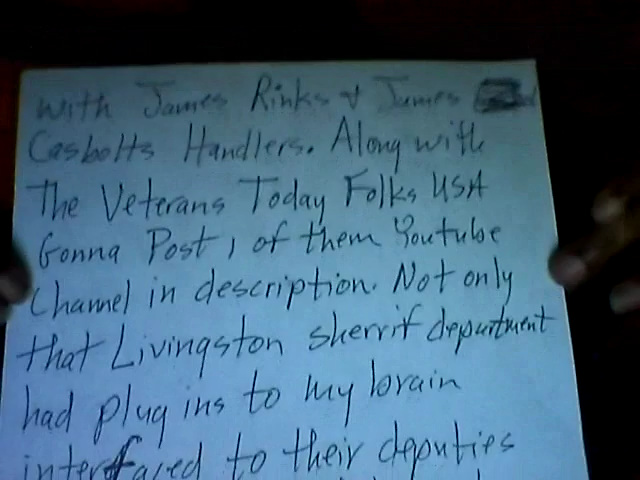 with James Rinks & James
Casbolts Handlers. Along with
The Veterans Today Folks USA
Gonna Post 1 of them Youtube
Channel in description. Not only
that Livingston sherrif department
had plug ins to my brain
interfaced to their deputies